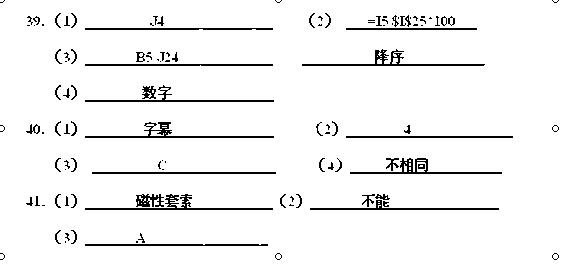 39. （1） J4 （2） =I5 $I$25*100
（3） B5 J24 降序
（4） 数字
40. （1） 字幕 （2） 4
（3） C （4） 不相同
41. （1） 磁性套索 （2） 不能
（3） A